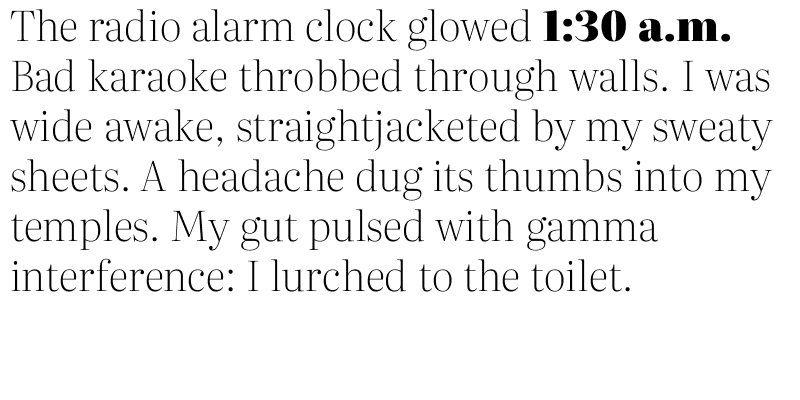 The radio alarm clock glowed 1:30 a.m.
Bad karaoke throbbed through walls. I was
wide awake, straightjacketed by my sweaty
sheets. A headache dug its thumbs into my
temples. My gut pulsed with gamma
interference: I lurched to the toilet.